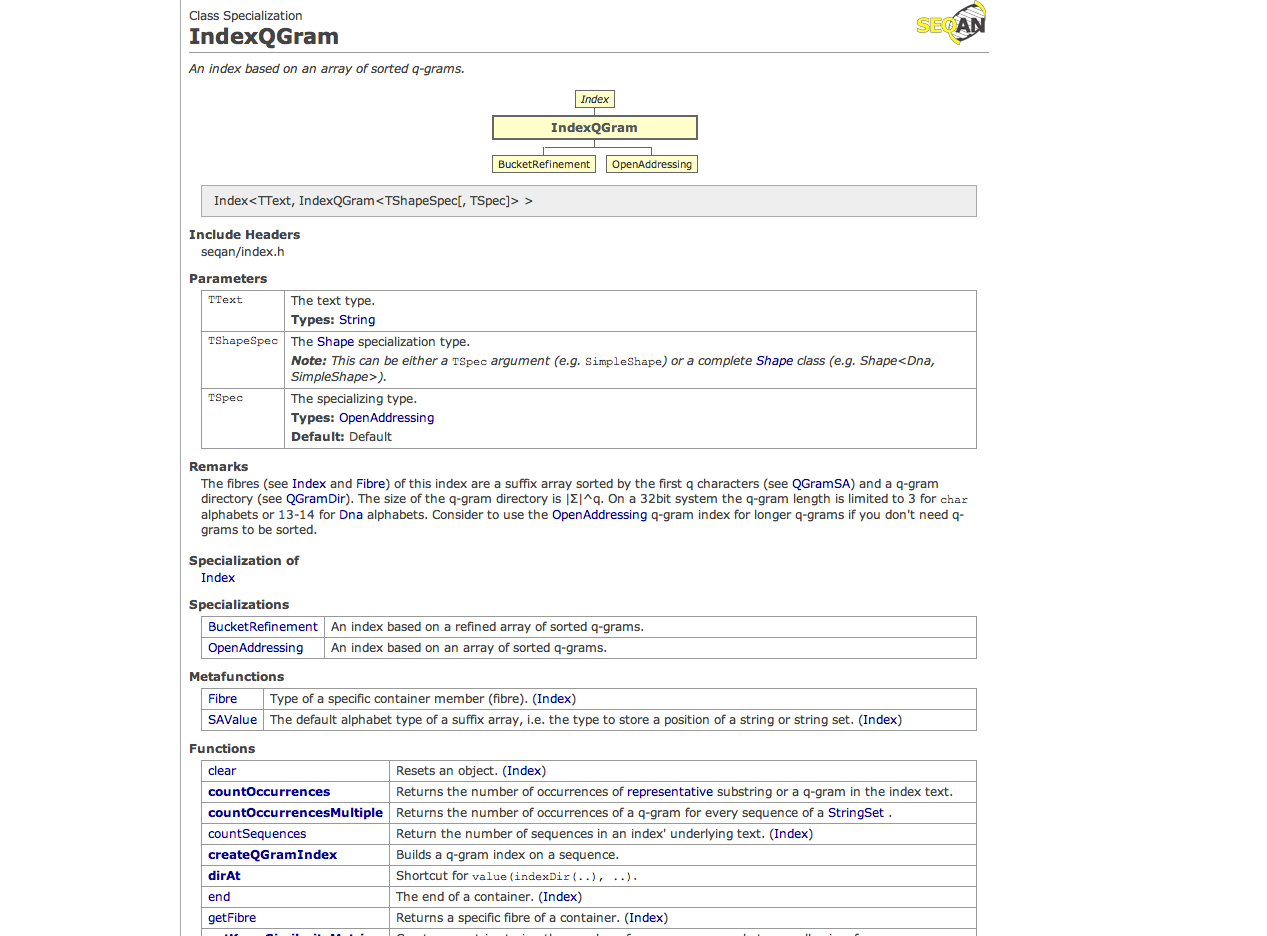 Class Specialization
SEQAN
IndexQGram
An index based on an array of sorted q-grams.
Index
IndexQGram
BucketRefinement OpenAddressing
Index<TText, IndexQGram<TShapeSpec[, TSpec]> >
Include Headers
seqan/index.h
Parameters
TText The text type.
Types: String
TShapeSpec The Shape specialization type.
Note: This can be either a TSpec argument (e.g. SimpleShape) or a complete Shape class (e.g. Shape<Dna,
SimpleShape>).
TSpec The specializing type.
Types: OpenAddressing
Default: Default
Remarks
The fibres (see Index and Fibre) of this index are a suffix array sorted by the first q characters (see QGramSA) and a q-gram
directory (see QGramDir). The size of the q-gram directory is |Σ|^q. On a 32bit system the q-gram length is limited to 3 for char
alphabets or 13-14 for Dna alphabets. Consider to use the OpenAddressing q-gram index for longer q-grams if you don't need q-
grams to be sorted.
Specialization of
Index
Specializations
BucketRefinement An index based on a refined array of sorted q-grams.
OpenAddressing An index based on an array of sorted q-grams.
Metafunctions
Fibre Type of a specific container member (fibre). (Index)
SAValue The default alphabet type of a suffix array, i.e. the type to store a position of a string or string set. (Index)
Functions
clear Resets an object. (Index)
countOccurrences Returns the number of occurrences of representative substring or a q-gram in the index text.
countOccurrencesMultiple Returns the number of occurrences of a q-gram for every sequence of a StringSet .
countSequences Return the number of sequences in an index' underlying text. (Index)
createQGramIndex Builds a q-gram index on a sequence.
dirAt Shortcut for value(indexDir(..), ..).
end The end of a container. (Index)
getFibre Returns a specific fibre of a container. (Index)